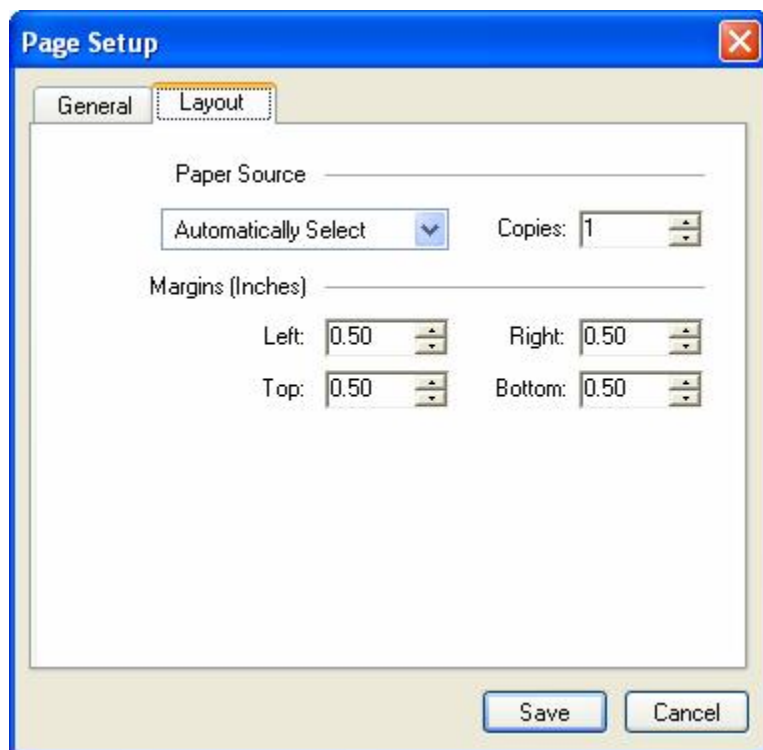 Page Setup
General Layout
Paper Source
Automatically Select Copies: 1
Margins (Inches)
Left: 0.50 Right: 0.50
Top: 0.50 Bottom: 0.50
Save Cancel